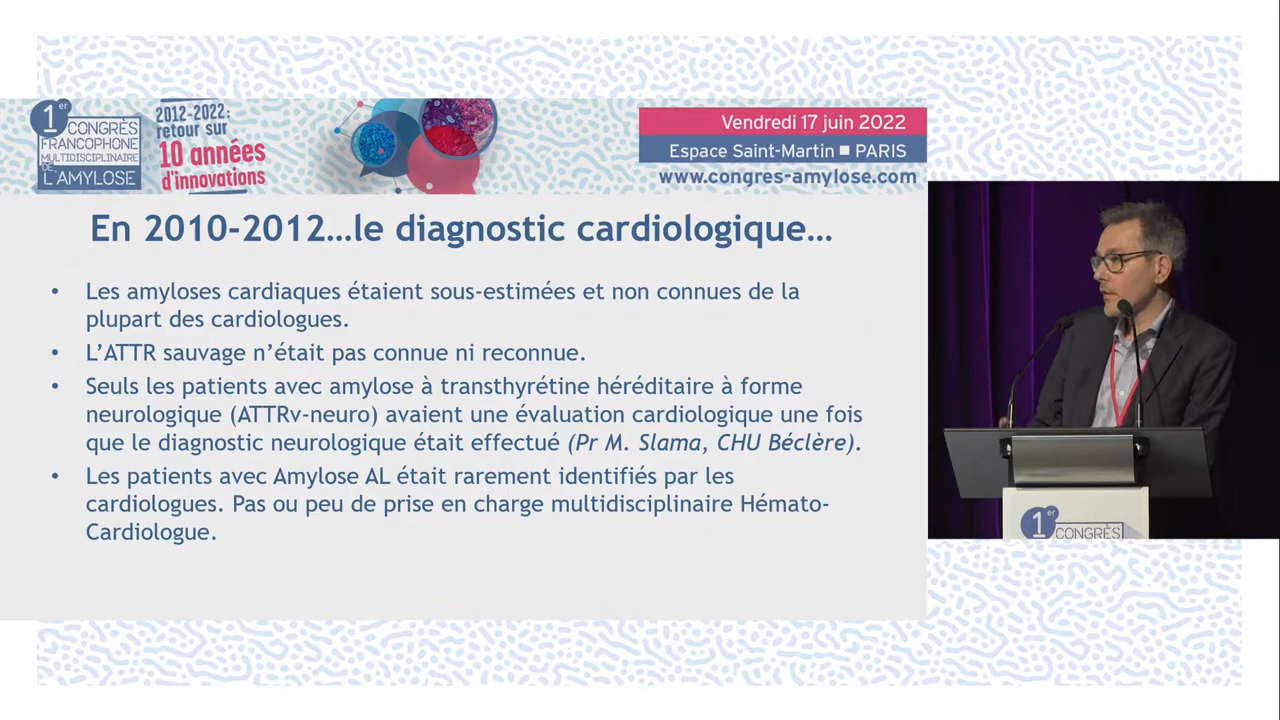 1er
CONGRÈS
FRANCOPHONE
MULTIDISCIPLINAIRE
DE
L'AMYLOSE
2012-2022:
retour sur
10 années
d'innovations
Vendredi 17 juin 2022
Espace Saint-Martin ■ PARIS
www.congres-amylose.com
En 2010-2012…le diagnostic cardiologique…
• Les amyloses cardiaques étaient sous-estimées et non connues de la
plupart des cardiologues.
• L’ATTR sauvage n’était pas connue ni reconnue.
• Seuls les patients avec amylose à transthyrétine héréditaire à forme
neurologique (ATTRv-neuro) avaient une évaluation cardiologique une fois
que le diagnostic neurologique était effectué (Pr M. Slama, CHU Béclère).
• Les patients avec Amylose AL était rarement identifiés par les
cardiologues. Pas ou peu de prise en charge multidisciplinaire Hémato-
Cardiologue.
1er
CONGRÈS